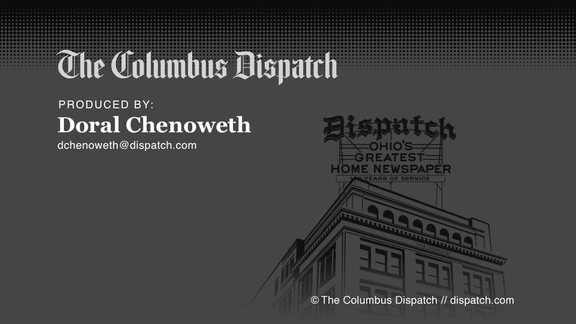 The Columbus Dispatch
PRODUCED BY:
Doral Chenoweth
dchenoweth@dispatch.com
Dispatch
OHIO'S
GREATEST
HOME NEWSPAPER
YEARS OF SERVICE
© The Columbus Dispatch // dispatch.com